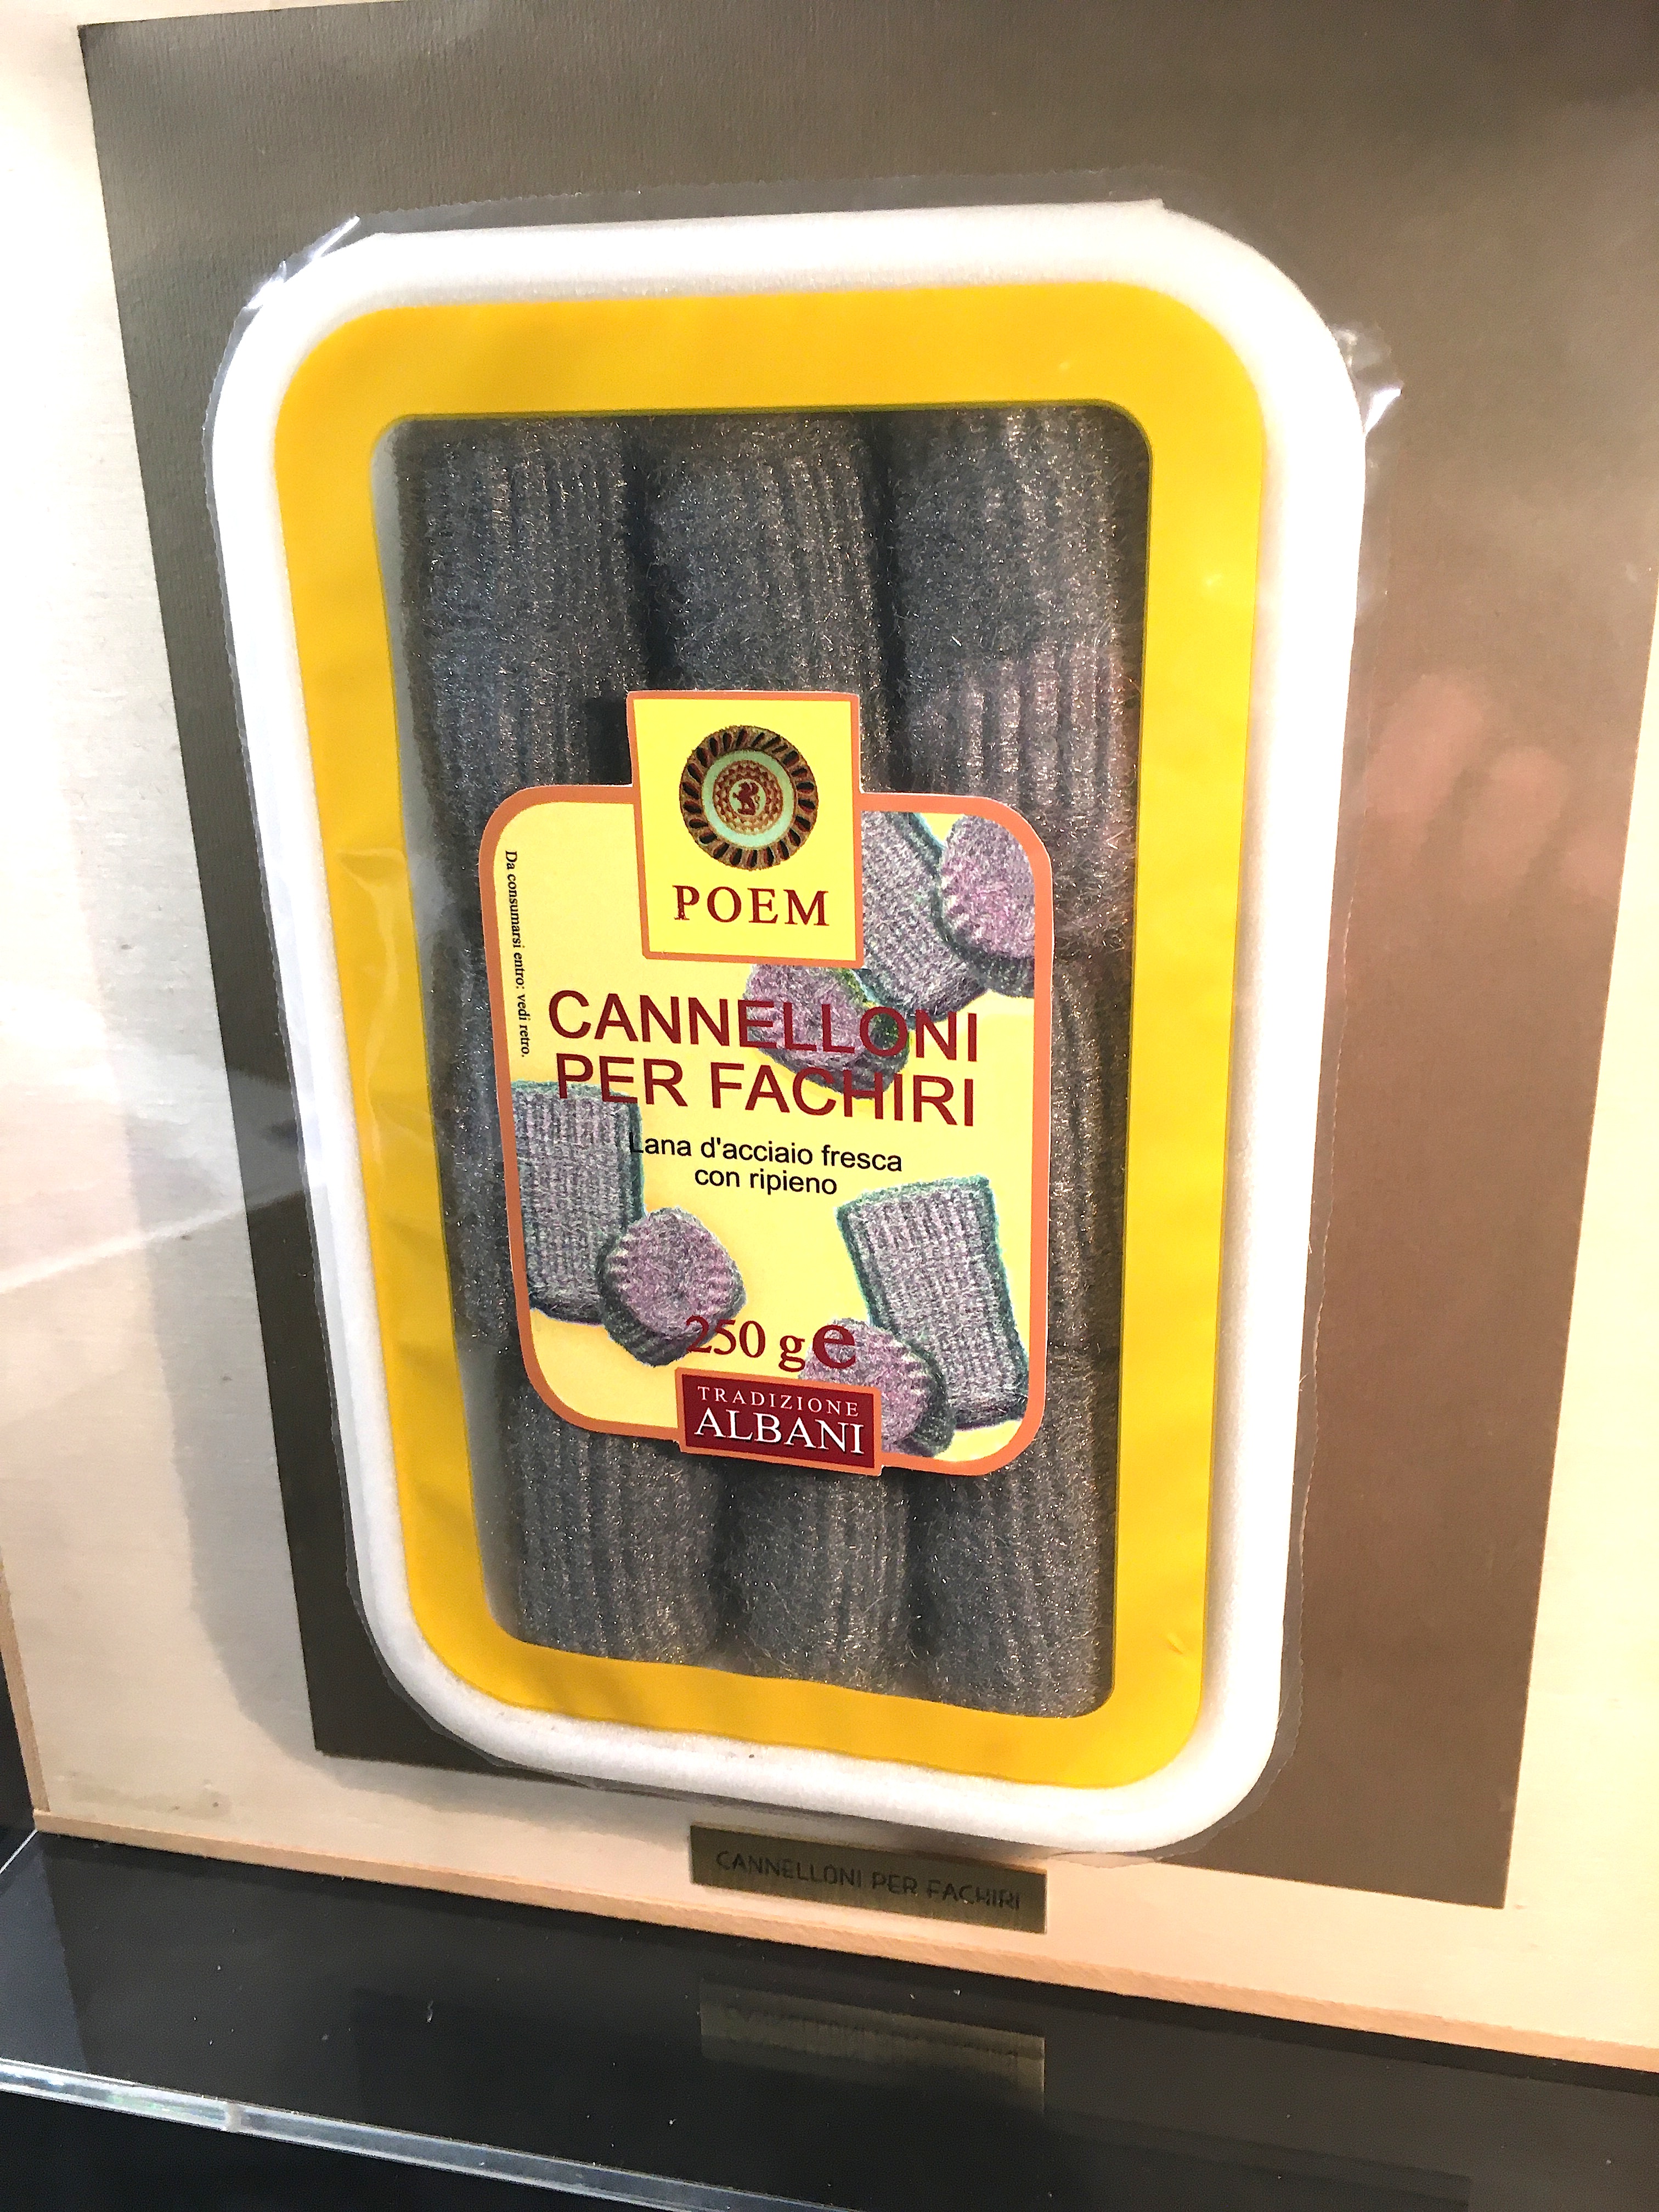 POEM
Da consumarsi entro: vedi retro.
CANNELLONI
PER FACHIRI
Lana d'acciaio fresca
con ripieno
250 g e
TRADIZIONE
ALBANI
CANNELLONI PER FACHIRI